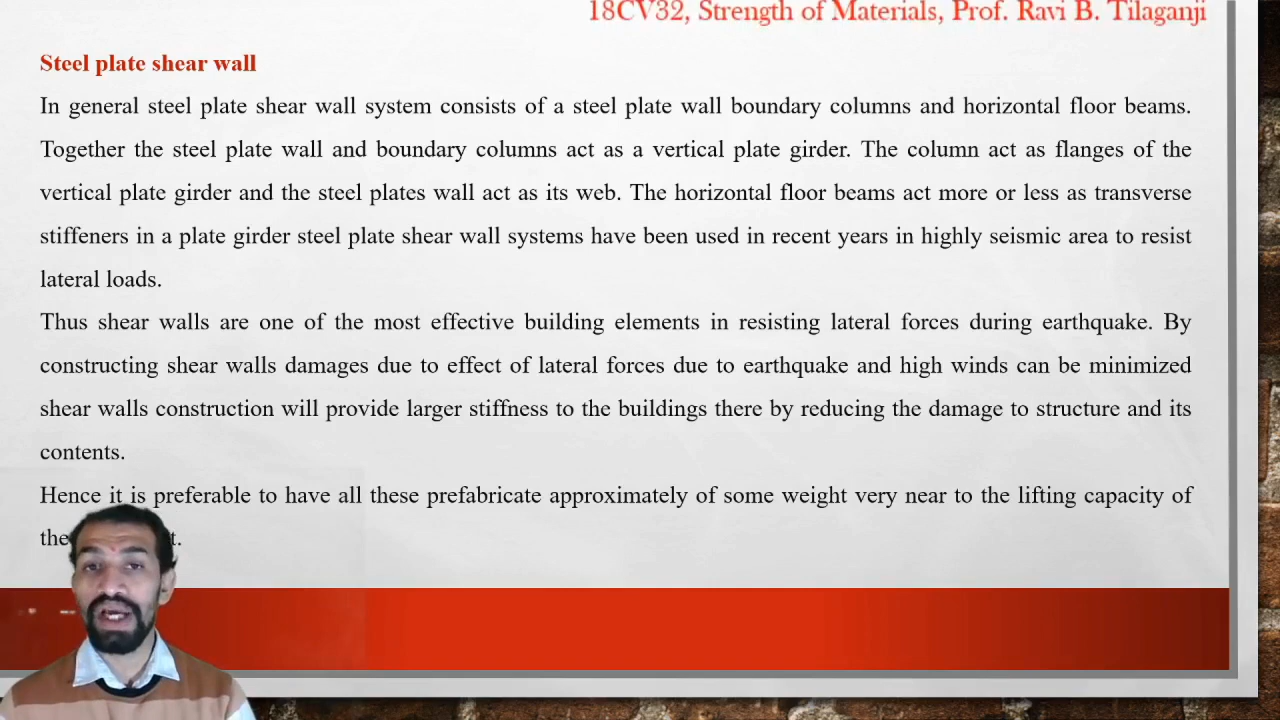 18CV32, Strength of Materials, Prof. Ravi B. Tilaganji
Steel plate shear wall
In general steel plate shear wall system consists of a steel plate wall boundary columns and horizontal floor beams.
Together the steel plate wall and boundary columns act as a vertical plate girder. The column act as flanges of the
vertical plate girder and the steel plates wall act as its web. The horizontal floor beams act more or less as transverse
stiffeners in a plate girder steel plate shear wall systems have been used in recent years in highly seismic area to resist
lateral loads.
Thus shear walls are one of the most effective building elements in resisting lateral forces during earthquake. By
constructing shear walls damages due to effect of lateral forces due to earthquake and high winds can be minimized
shear walls construction will provide larger stiffness to the buildings there by reducing the damage to structure and its
contents.
Hence it is preferable to have all these prefabricate approximately of some weight very near to the lifting capacity of
the